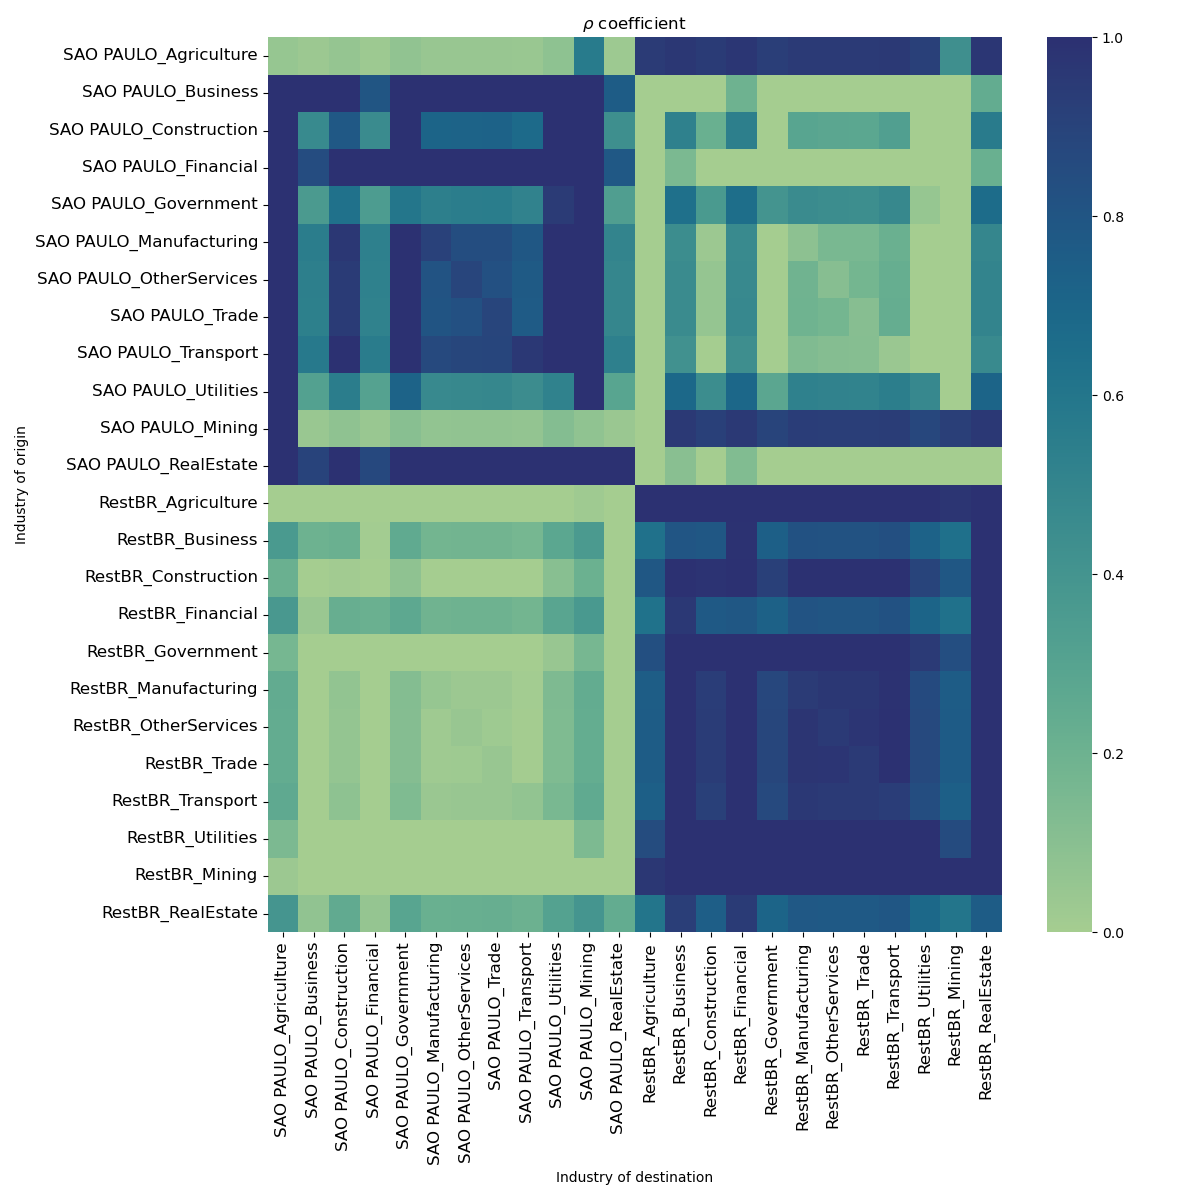 ρ coefficient
SAO PAULO_Agriculture
SAO PAULO_Business
SAO PAULO_Construction
SAO PAULO_Financial
SAO PAULO_Government
SAO PAULO_Manufacturing
SAO PAULO_OtherServices
SAO PAULO_Trade
SAO PAULO_Transport
SAO PAULO_Utilities
SAO PAULO_Mining
SAO PAULO_RealEstate
RestBR_Agriculture
RestBR_Business
RestBR_Construction
RestBR_Financial
RestBR_Government
RestBR_Manufacturing
RestBR_OtherServices
RestBR_Trade
RestBR_Transport
RestBR_Utilities
RestBR_Mining
RestBR_RealEstate
Industry of origin
SAO PAULO_Agriculture
SAO PAULO_Business
SAO PAULO_Construction
SAO PAULO_Financial
SAO PAULO_Government
SAO PAULO_Manufacturing
SAO PAULO_OtherServices
SAO PAULO_Trade
SAO PAULO_Transport
SAO PAULO_Utilities
SAO PAULO_Mining
SAO PAULO_RealEstate
RestBR_Agriculture
RestBR_Business
RestBR_Construction
RestBR_Financial
RestBR_Government
RestBR_Manufacturing
RestBR_OtherServices
RestBR_Trade
RestBR_Transport
RestBR_Utilities
RestBR_Mining
RestBR_RealEstate
Industry of destination
1.0
0.8
0.6
0.4
0.2
0.0